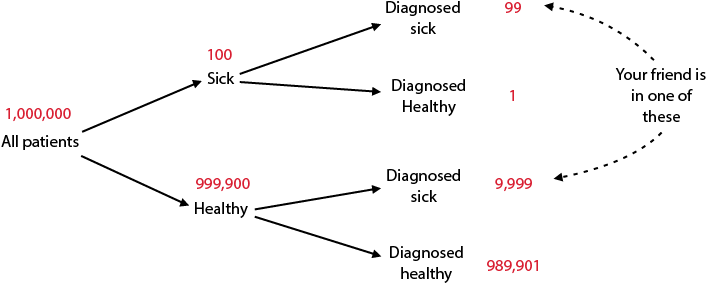 Diagnosed
sick
99
100
Sick
Diagnosed
Healthy
1
Your friend is
in one of
these
1,000,000
All patients
999,900
Healthy
Diagnosed
sick
9,999
Diagnosed
healthy
989,901